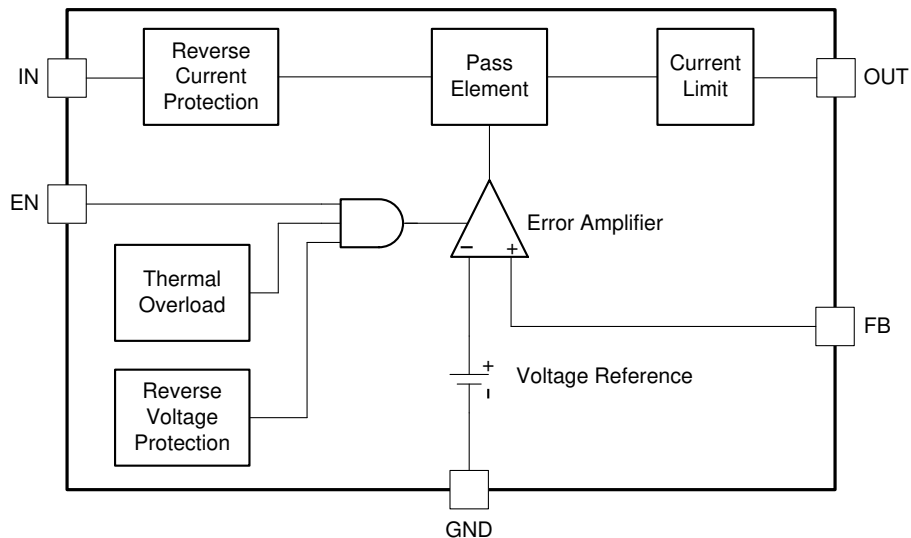 Reverse
Current
Protection
Pass
Element
Current
Limit
IN
OUT
EN
Error Amplifier
− +
Thermal
Overload
FB
+
Voltage Reference
−
Reverse
Voltage
Protection
GND